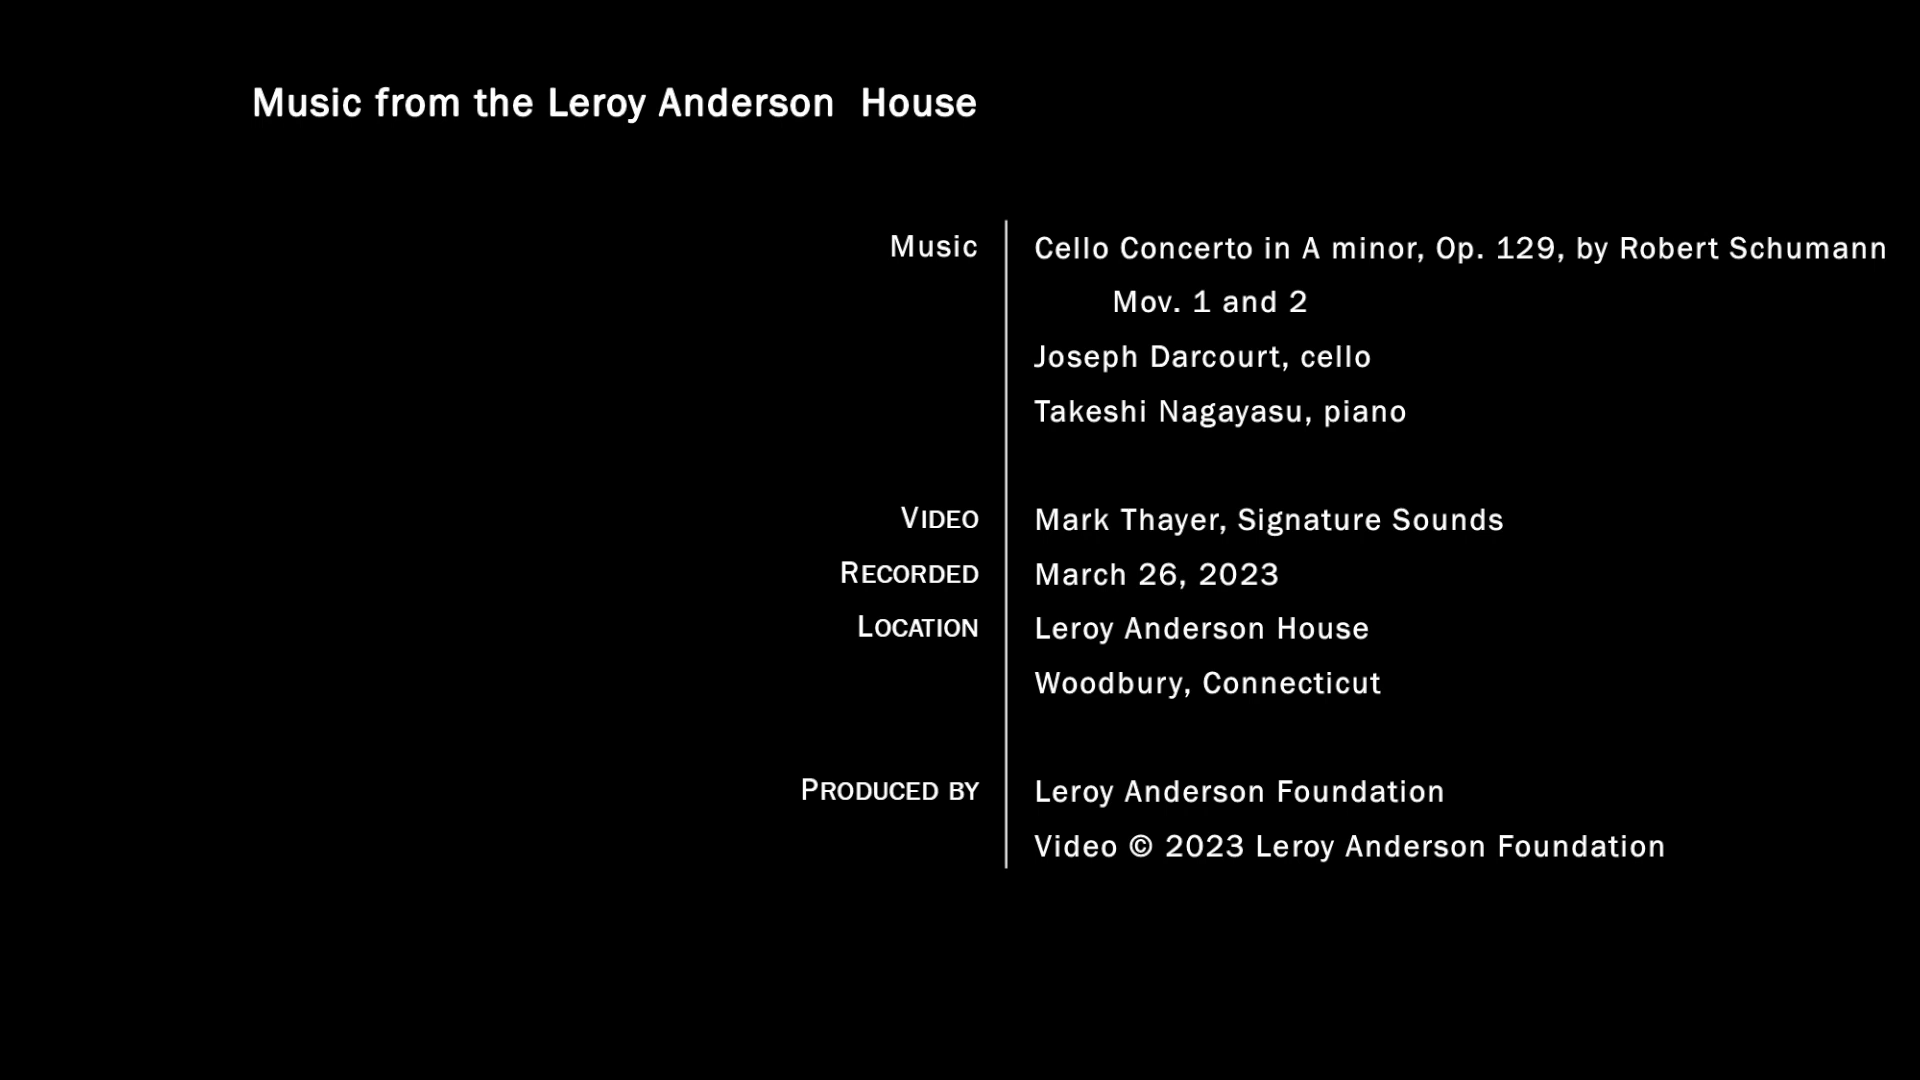 Music from the Leroy Anderson  House
Music
Cello Concerto in A minor, Op. 129, by Robert Schumann
Mov. 1 and 2
Joseph Darcourt, cello
Takeshi Nagayasu, piano
VIDEO
Mark Thayer, Signature Sounds
RECORDED
March 26, 2023
LOCATION
Leroy Anderson House
Woodbury, Connecticut
PRODUCED BY
Leroy Anderson Foundation
Video © 2023 Leroy Anderson Foundation